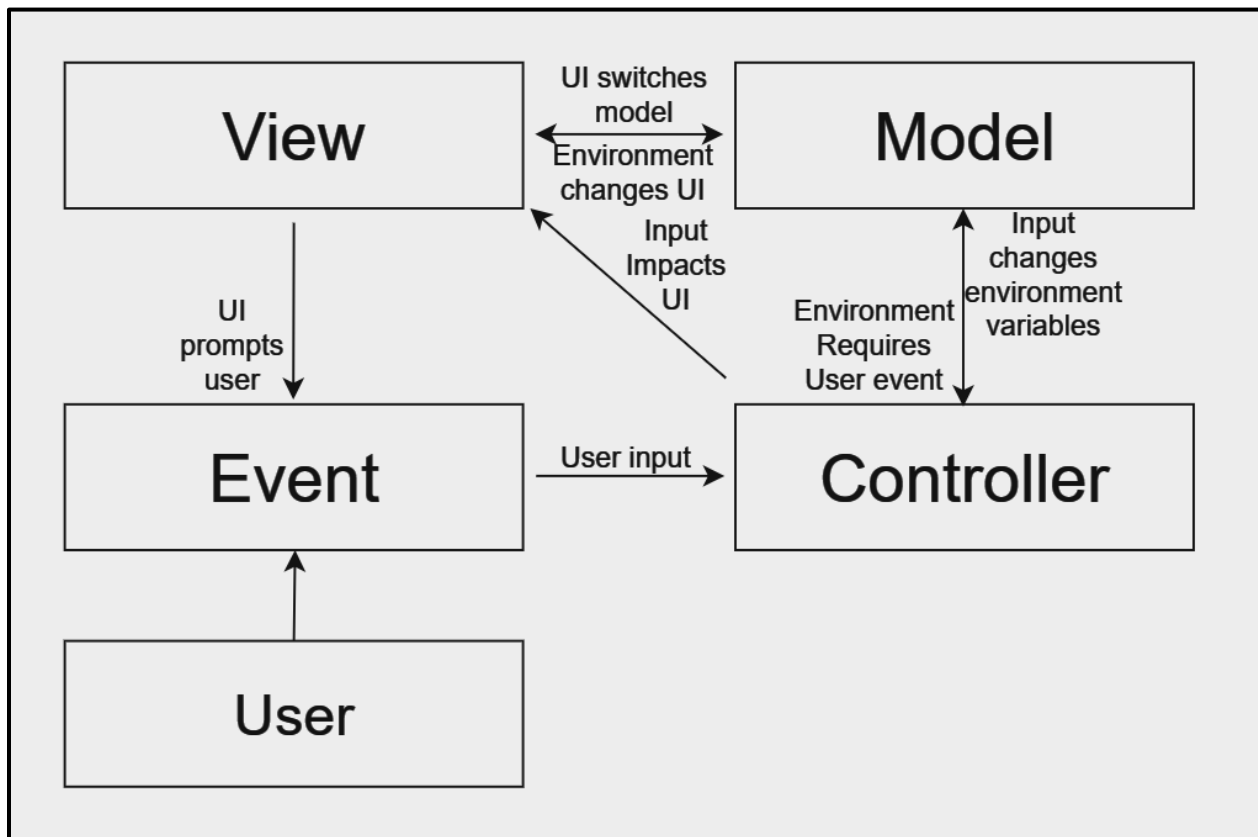 View
UI switches
model
Environment
changes UI
Model
Input
Impacts
UI
Input
changes
environment
variables
Environment
Requires
User event
UI
prompts
user
Event
User input
Controller
User